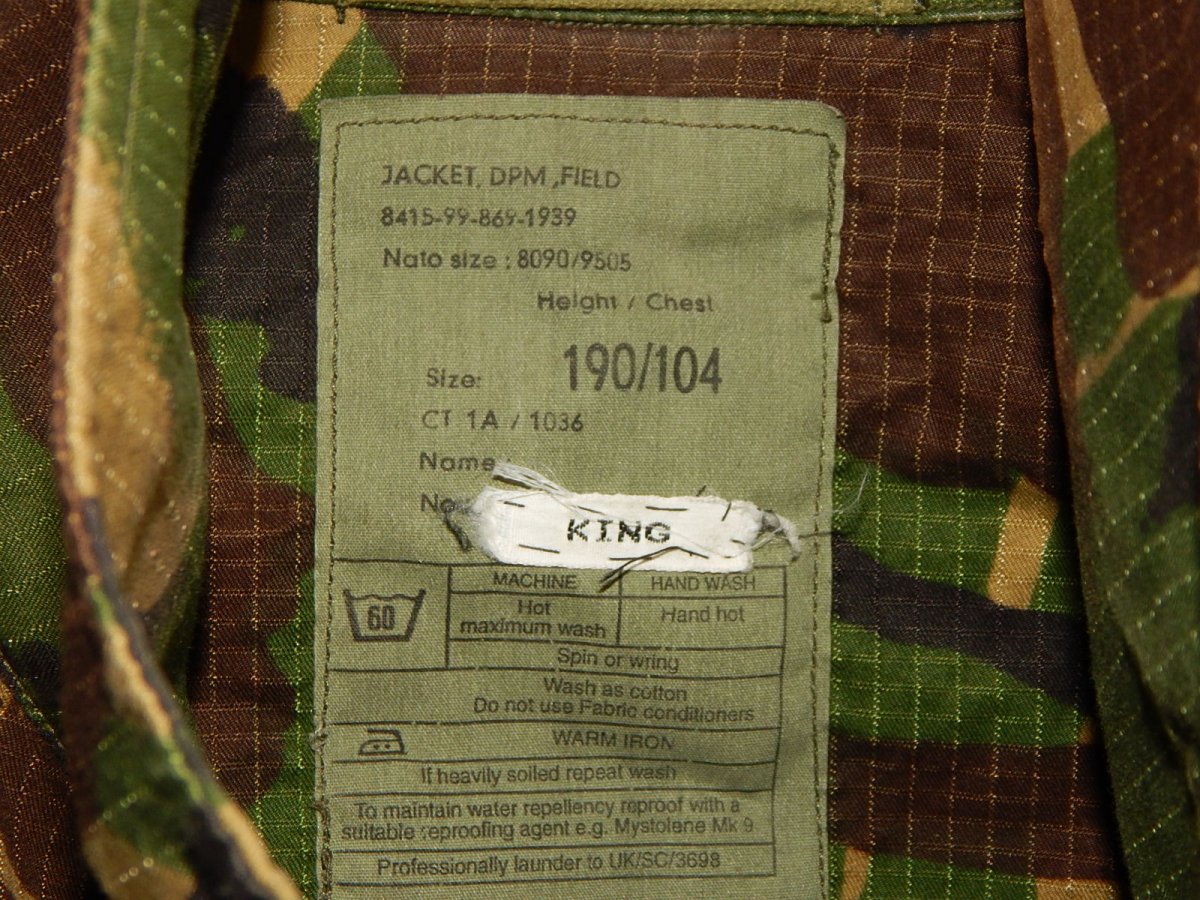 JACKET, DPM ,FIELD
8415-99-869-1939
Nato size : 8090/9505
Height / Chest
Size: 190/104
CT 1A / 1036
Name:
No
KING
MACHINE HAND WASH
60 Hot Hand hot
maximum wash
Spin or wring
Wash as cotton
Do not use Fabric conditioners
WARM IRON
If heavily soiled repeat wash
To maintain water repellency reproof with a
suitable reproofing agent e.g. Mystolene Mk 9
Professionally launder to UK/SC/3698